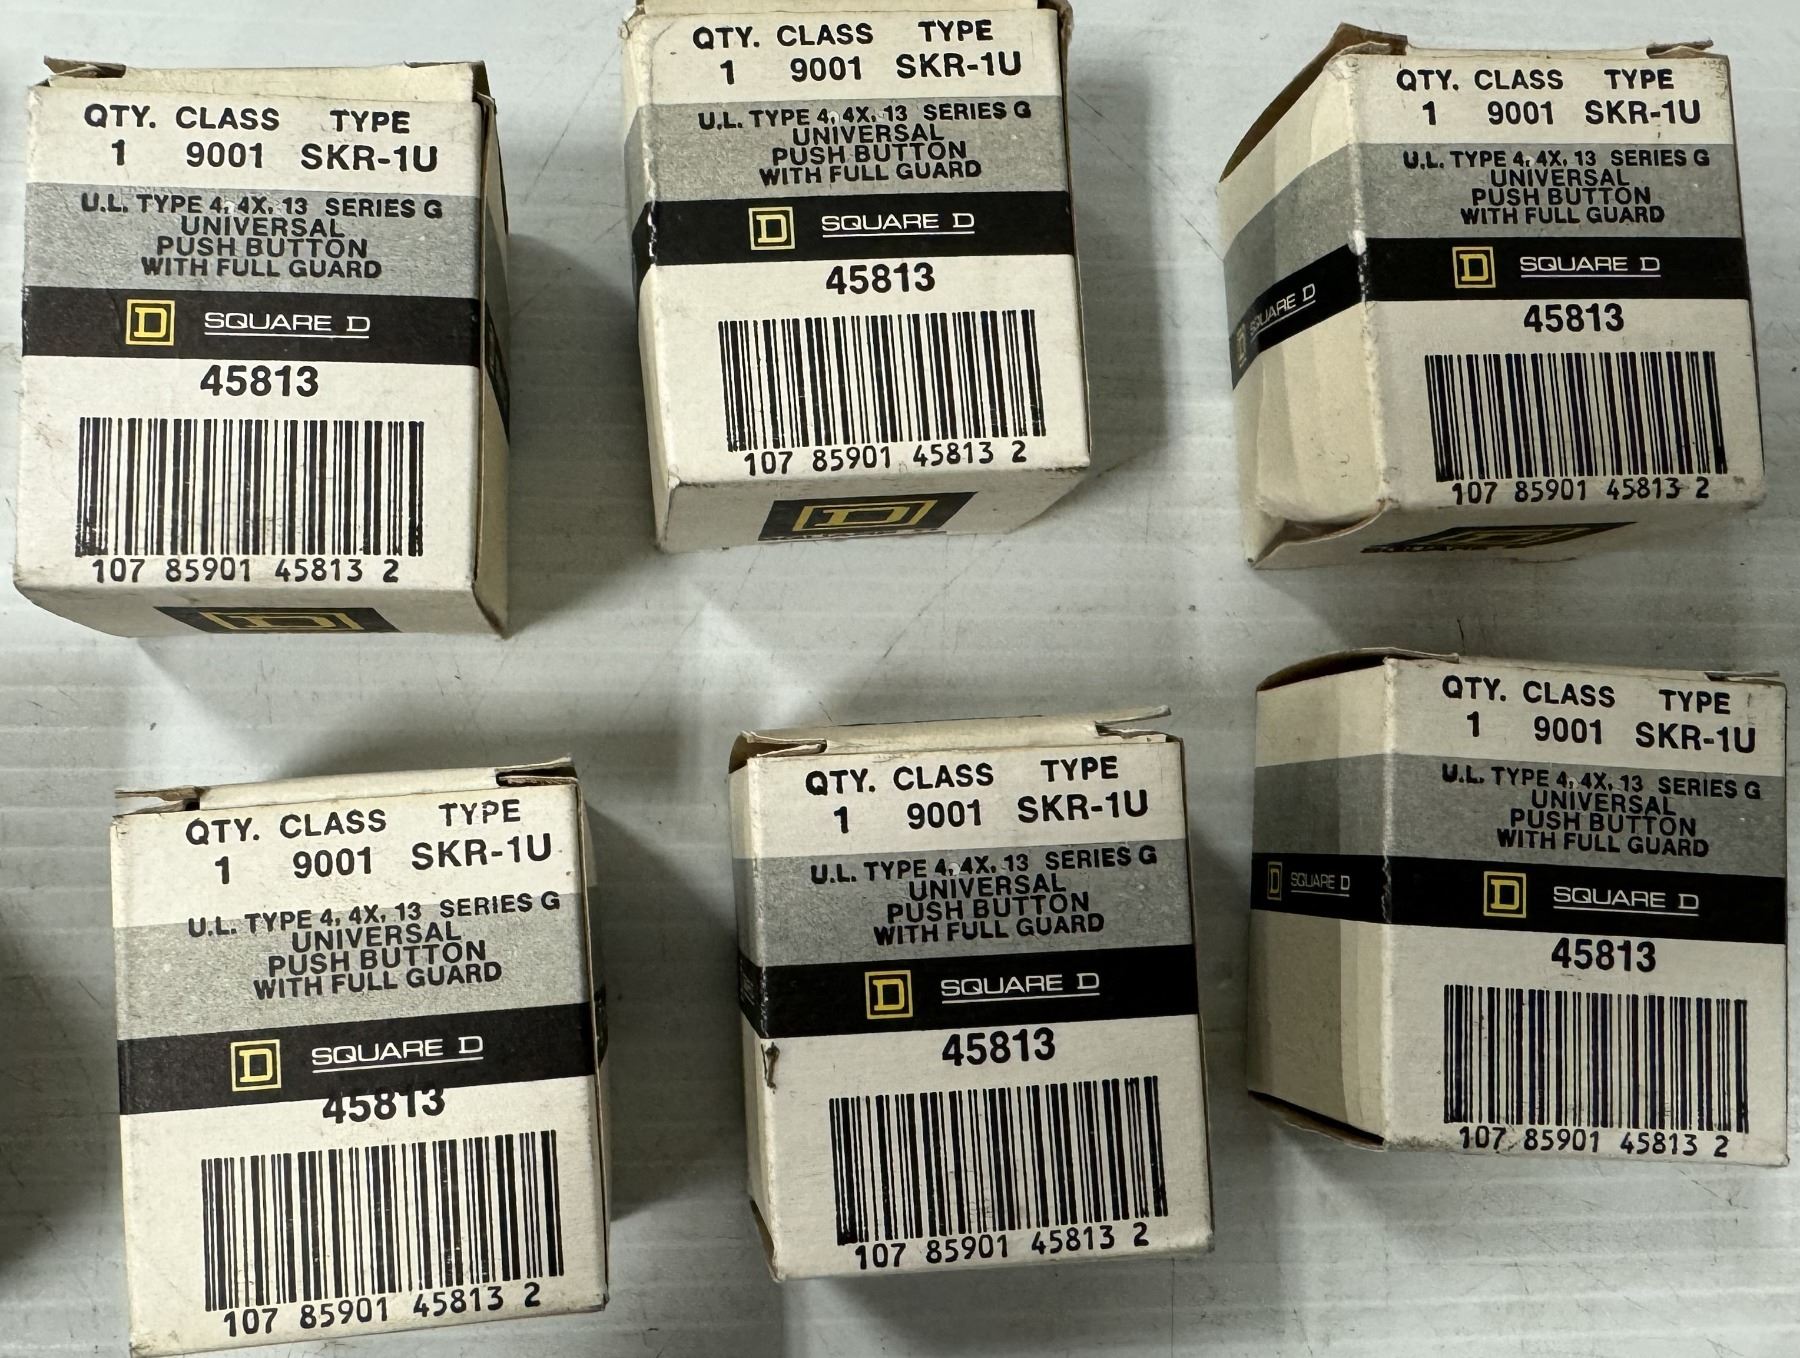 QTY. CLASS TYPE
1 9001 SKR-1U
U.L. TYPE 4, 4X, 13 SERIES G
UNIVERSAL
PUSH BUTTON
WITH FULL GUARD
D SQUARE D
45813
107 85901 45813 2
D
QTY. CLASS TYPE
1 9001 SKR-1U
U.L. TYPE 4, 4X, 13 SERIES G
UNIVERSAL
PUSH BUTTON
WITH FULL GUARD
D SQUARE D
45813
107 85901 45813 2
D
QTY. CLASS TYPE
1 9001 SKR-1U
U.L. TYPE 4, 4X, 13 SERIES G
UNIVERSAL
PUSH BUTTON
WITH FULL GUARD
D SQUARE D
D SQUARE D
45813
107 85901 45813 2
SQUARE D
QTY. CLASS TYPE
1 9001 SKR-1U
U.L. TYPE 4, 4X, 13 SERIES G
UNIVERSAL
PUSH BUTTON
WITH FULL GUARD
D SQUARE D
45813
107 85901 45813 2
QTY. CLASS TYPE
1 9001 SKR-1U
U.L. TYPE 4, 4X, 13 SERIES G
UNIVERSAL
PUSH BUTTON
WITH FULL GUARD
D SQUARE D
45813
107 85901 45813 2
QTY. CLASS TYPE
1 9001 SKR-1U
U.L. TYPE 4, 4X, 13 SERIES G
UNIVERSAL
PUSH BUTTON
WITH FULL GUARD
D SQUARE D
D SQUARE D
45813
107 85901 45813 2